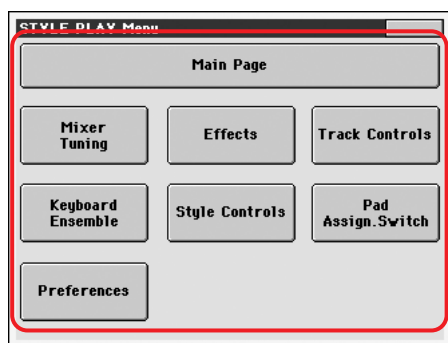 STYLE PLAY Menu
Main Page
Mixer
Tuning
Effects
Track Controls
Keyboard
Ensemble
Style Controls
Pad
Assign.Switch
Preferences